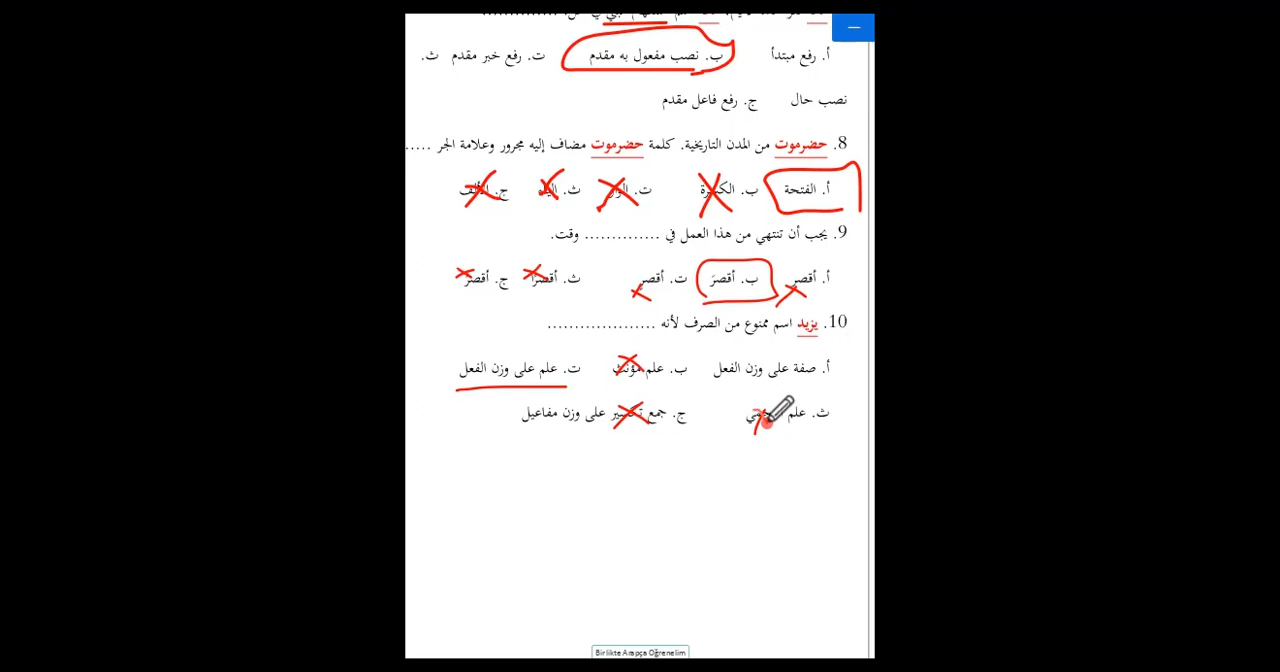 أ. رفع مبتدأ ب. نصب مفعول به مقدم ت. رفع خبر مقدم ث.
نصب حال ج. رفع فاعل مقدم
8. حضرموت من المدن التاريخية. كلمة حضرموت مضاف إليه مجرور وعلامة الجر .....
أ. الفتحة ب. الكسرة ت. الواو ث. الياء ج. الألف
9. يجب أن تنتهي من هذا العمل في .............. وقت.
أ. أقصر ب. أقصرَ ت. أقصرٍ ث. أقصرًا ج. أقصرُ
10. يزيد اسم ممنوع من الصرف لأنه ....................
أ. صفة على وزن الفعل ب. علم مؤنث ت. علم على وزن الفعل
ث. علم ج. جمع تكسير على وزن مفاعيل
Birlikte Arapça Öğrenelim